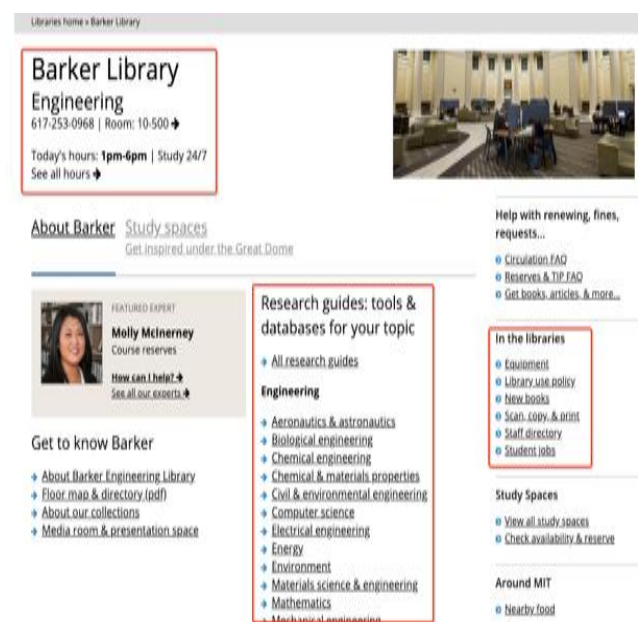 Libraries home » Barker Library
Barker Library
Engineering
617-253-0968 | Room: 10-500 →
Today's hours: 1pm-6pm | Study 24/7
See all hours →
About Barker
Study spaces
Get inspired under the Great Dome
FEATURED EXPERT
Molly McInerney
Course reserves
How can I help? →
See all our experts →
Get to know Barker
About Barker Engineering Library
Floor map & directory (pdf)
About our collections
Media room & presentation space
Research guides: tools &
databases for your topic
All research guides
Engineering
Aeronautics & astronautics
Biological engineering
Chemical engineering
Chemical & materials properties
Civil & environmental engineering
Computer science
Electrical engineering
Energy
Environment
Materials science & engineering
Mathematics
Mechanical engineering
Help with renewing, fines,
requests...
Circulation FAQ
Reserves & TIP FAQ
Get books, articles, & more...
In the libraries
Equipment
Library use policy
New books
Scan, copy, & print
Staff directory
Student jobs
Study Spaces
View all study spaces
Check availability & reserve
Around MIT
Nearby food